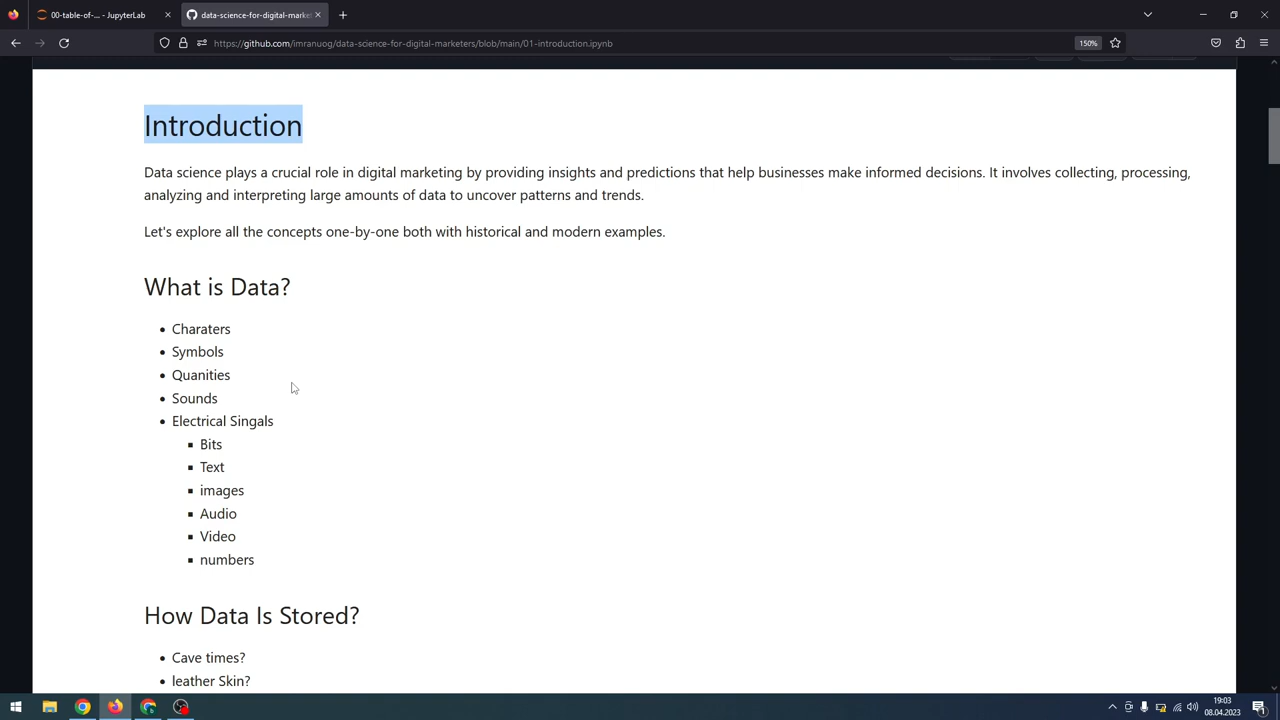 00-table-of-... - JupyterLab
data-science-for-digital-market
https://github.com/imranuog/data-science-for-digital-marketers/blob/main/01-introduction.ipynb
150%
Introduction
Data science plays a crucial role in digital marketing by providing insights and predictions that help businesses make informed decisions. It involves collecting, processing,
analyzing and interpreting large amounts of data to uncover patterns and trends.
Let's explore all the concepts one-by-one both with historical and modern examples.
What is Data?
• Charaters
• Symbols
• Quanities
• Sounds
• Electrical Singals
▪ Bits
▪ Text
▪ images
▪ Audio
▪ Video
▪ numbers
How Data Is Stored?
• Cave times?
• leather Skin?
19:03
08.04.2023